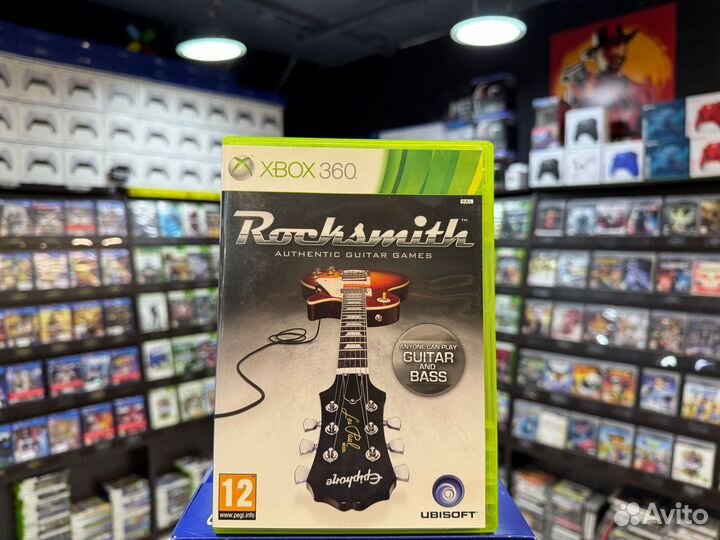 XBOX 360
PAL
Rocksmith™
AUTHENTIC GUITAR GAMES
ANYONE CAN PLAY
GUITAR
AND
BASS
Les Paul
Epiphone
12
www.pegi.info
UBISOFT
Avito